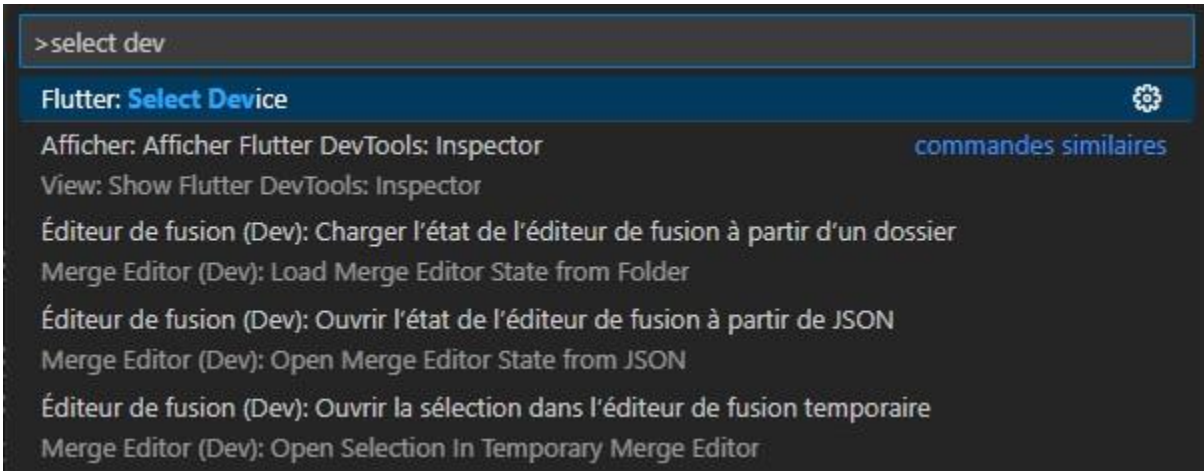 >select dev
Flutter: Select Device
Afficher: Afficher Flutter DevTools: Inspector commandes similaires
View: Show Flutter DevTools: Inspector
Éditeur de fusion (Dev): Charger l’état de l’éditeur de fusion à partir d’un dossier
Merge Editor (Dev): Load Merge Editor State from Folder
Éditeur de fusion (Dev): Ouvrir l’état de l’éditeur de fusion à partir de JSON
Merge Editor (Dev): Open Merge Editor State from JSON
Éditeur de fusion (Dev): Ouvrir la sélection dans l’éditeur de fusion temporaire
Merge Editor (Dev): Open Selection In Temporary Merge Editor